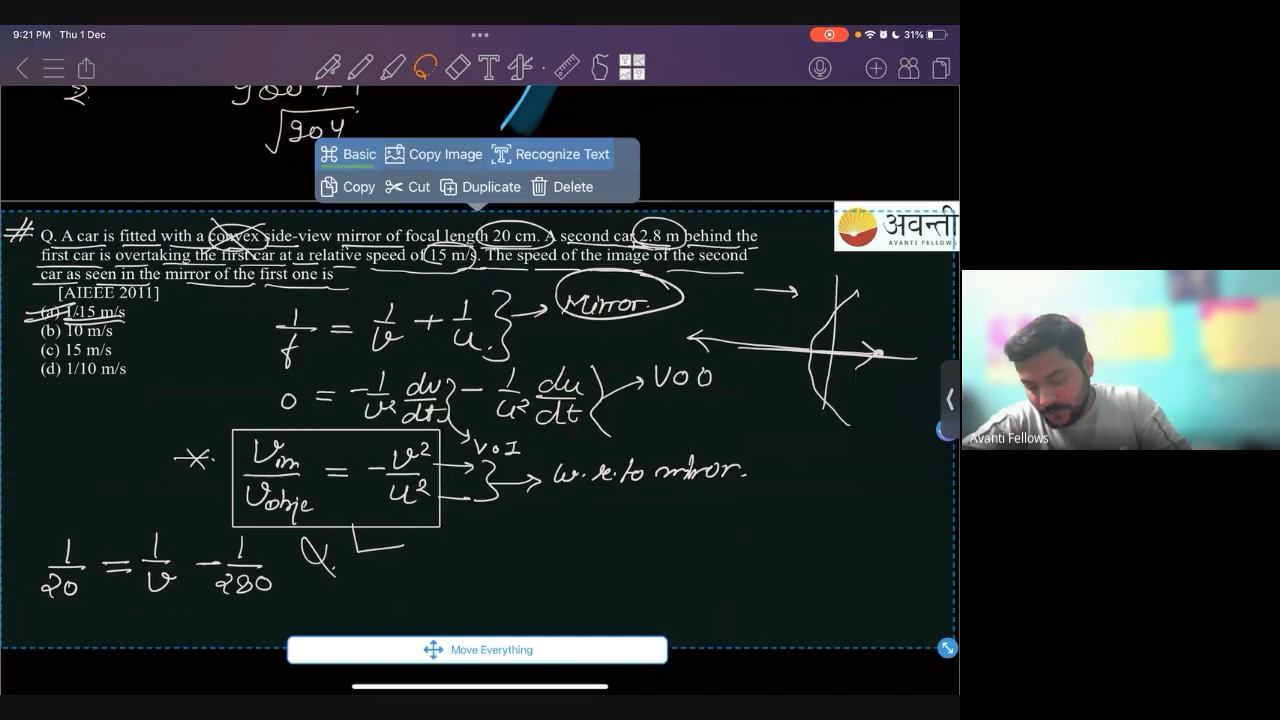 9:21 PM Thu 1 Dec
31%
2
√904
Basic Copy Image Recognize Text
Copy Cut Duplicate Delete
अवन्ती
AVANTI FELLOWS
# Q. A car is fitted with a convex side-view mirror of focal length 20 cm. A second car 2.8 m behind the
first car is overtaking the first car at a relative speed of 15 m/s. The speed of the image of the second
car as seen in the mirror of the first one is
[AIEEE 2011]
(a) 1/15 m/s
(b) 10 m/s
(c) 15 m/s
(d) 1/10 m/s
1/f = 1/v + 1/u } → Mirror.
0 = -1/v² dv/dt - 1/u² du/dt → VOO
VOI
* Vim/Vobje = -v²/u² → w.r.to mirror.
1/20 = 1/v - 1/280
Move Everything
Avanti Fellows